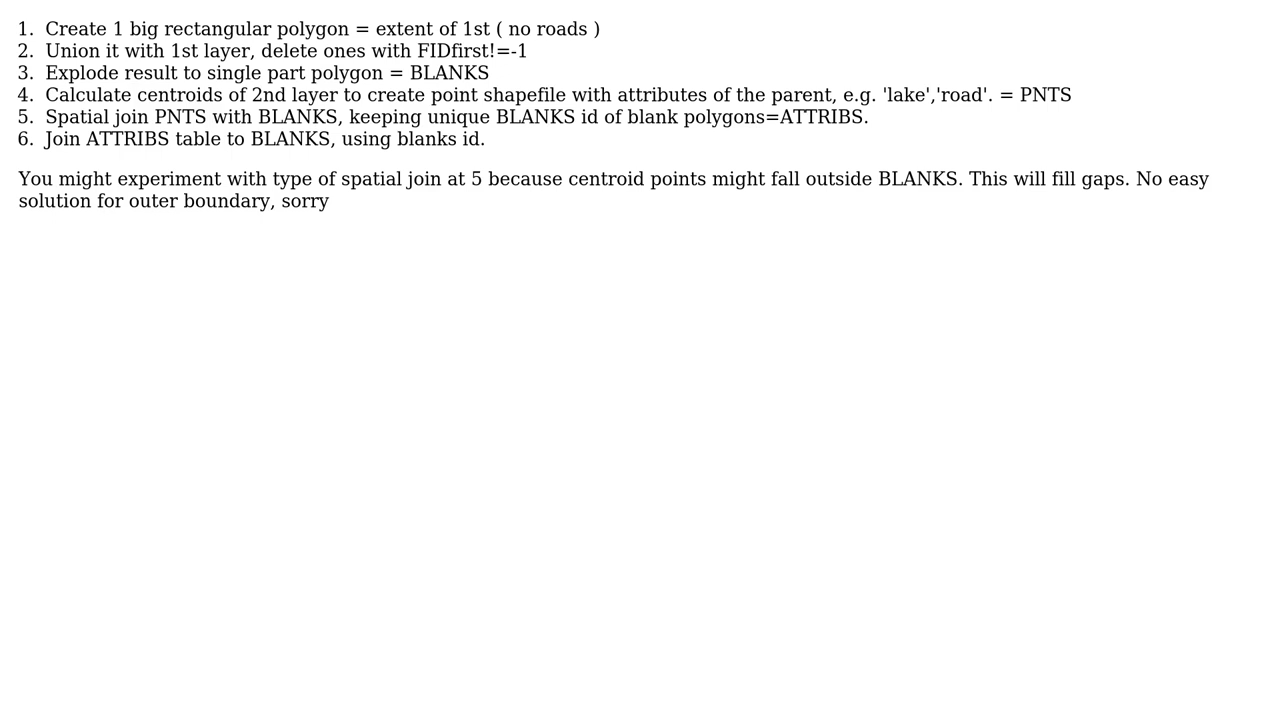 1. Create 1 big rectangular polygon = extent of 1st ( no roads )
2. Union it with 1st layer, delete ones with FIDfirst!=-1
3. Explode result to single part polygon = BLANKS
4. Calculate centroids of 2nd layer to create point shapefile with attributes of the parent, e.g. 'lake','road'. = PNTS
5. Spatial join PNTS with BLANKS, keeping unique BLANKS id of blank polygons=ATTRIBS.
6. Join ATTRIBS table to BLANKS, using blanks id.
You might experiment with type of spatial join at 5 because centroid points might fall outside BLANKS. This will fill gaps. No easy
solution for outer boundary, sorry